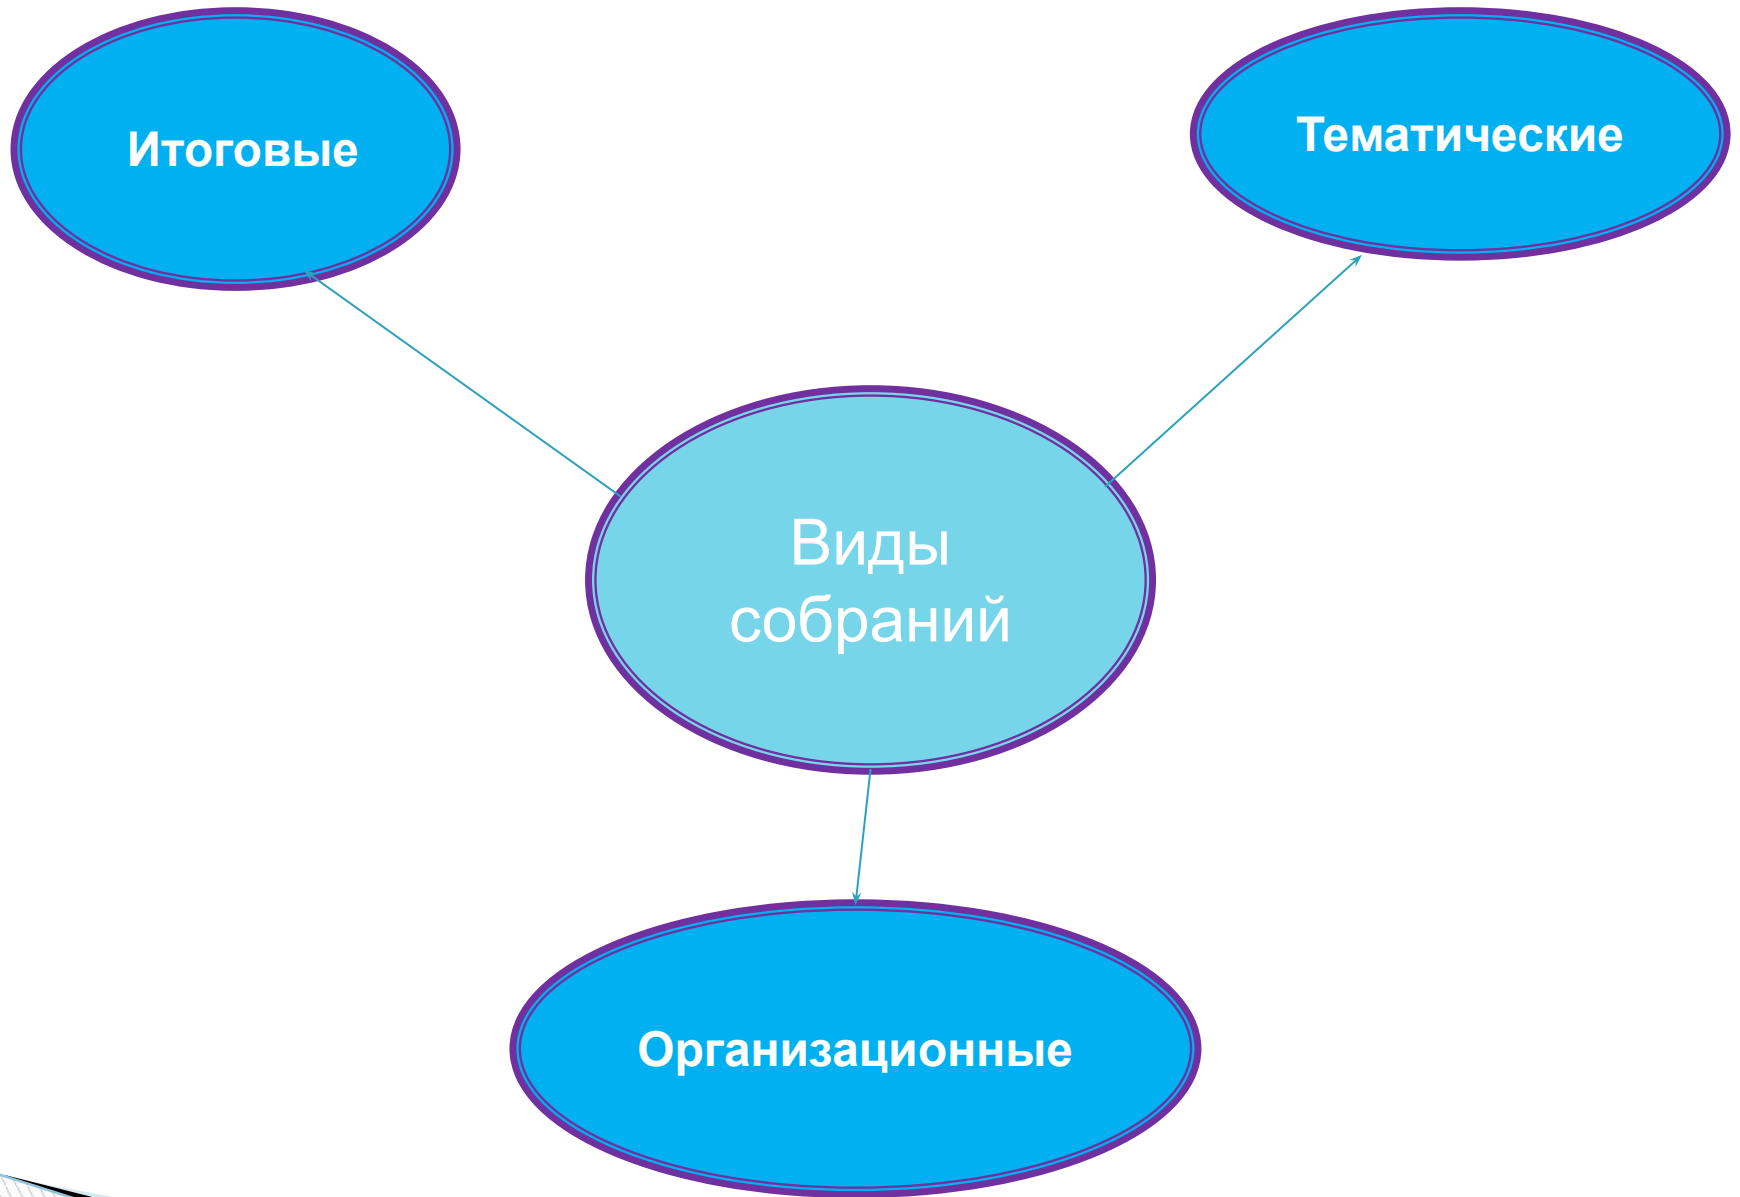 Итоговые
Тематические
Виды
собраний
Организационные